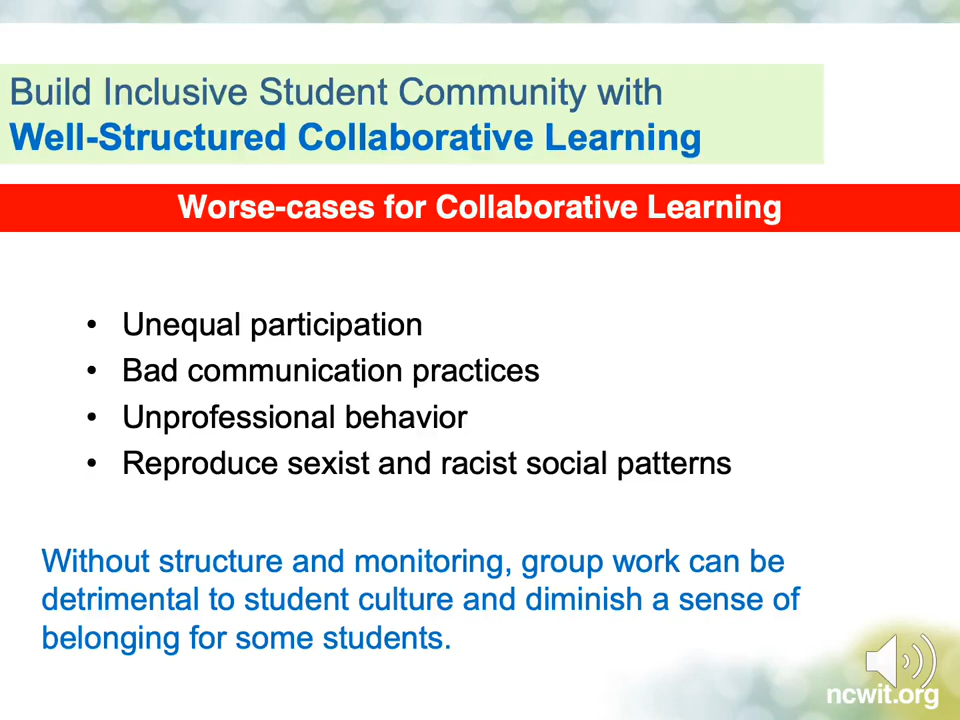 Build Inclusive Student Community with
Well-Structured Collaborative Learning
Worse-cases for Collaborative Learning
• Unequal participation
• Bad communication practices
• Unprofessional behavior
• Reproduce sexist and racist social patterns
Without structure and monitoring, group work can be
detrimental to student culture and diminish a sense of
belonging for some students.
ncwit.org